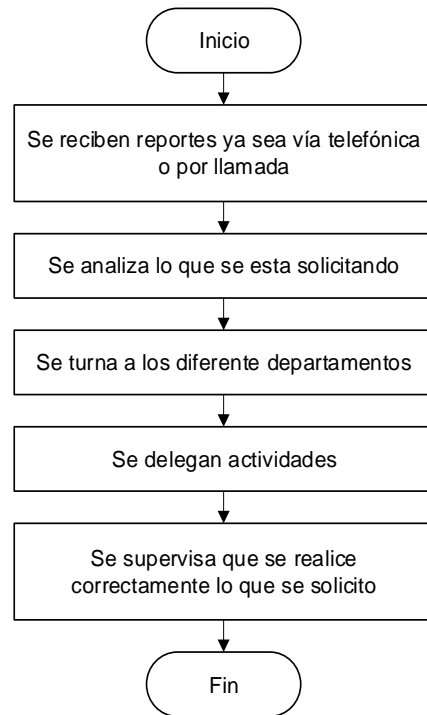 Inicio
Se reciben reportes ya sea vía telefónica
o por llamada
Se analiza lo que se esta solicitando
Se turna a los diferente departamentos
Se delegan actividades
Se supervisa que se realice
correctamente lo que se solicito
Fin